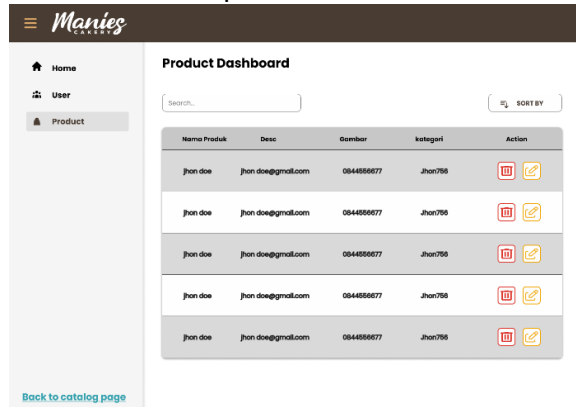 Manies
CAKERY
Home
User
Product
Product Dashboard
Search..
SORT BY
Nama Produk Desc Gambar kategori Action
jhon doe jhon doe@gmail.com 0844556677 Jhon756
jhon doe jhon doe@gmail.com 0844556677 Jhon756
jhon doe jhon doe@gmail.com 0844556677 Jhon756
jhon doe jhon doe@gmail.com 0844556677 Jhon756
jhon doe jhon doe@gmail.com 0844556677 Jhon756
Back to catalog page